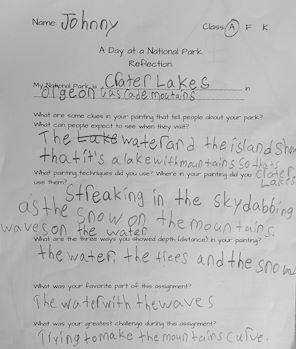 Name: Johnny Class: A F K
A Day at a National Park
Reflection
My National Park is Crater Lakes in
Origeon Cascade moutains
What are some clues in your painting that tell people about your park?
What can people expect to see when they visit?
The Lake water and the island show
that it's a lake with mountains so thats
Crater
Lakes
What painting techniques did you use? Where in your painting did you
use them?
Streaking in the sky dabbing
as the snow on the mountains.
waves on the water
What are the three ways you showed depth (distance) in your painting?
the water, the trees and the snow
What was your favorite part of this assignment?
The water with the waves
What was your greatest challenge during this assignment?
Trying to make the mountains curve.